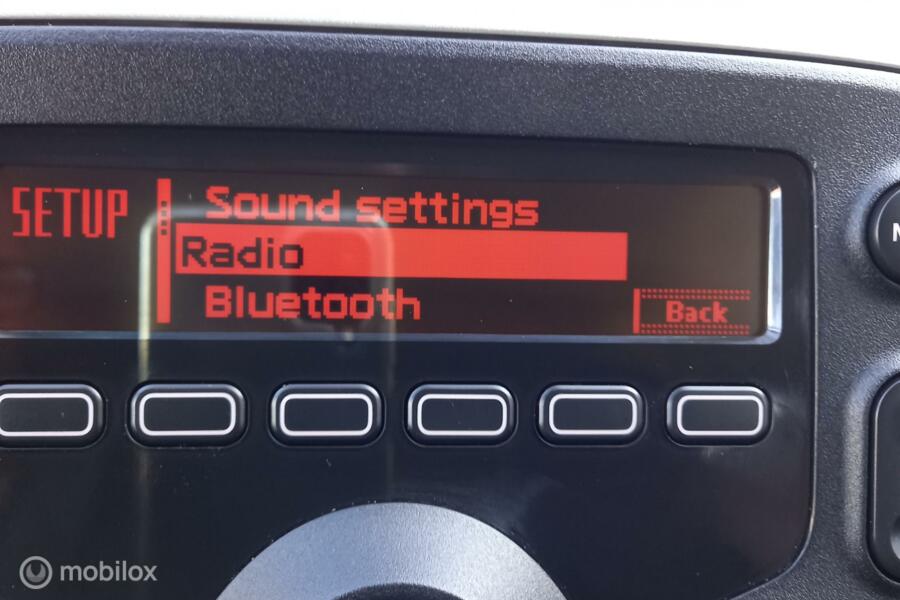 SETUP
Sound settings
Radio
Bluetooth
Back
mobilox